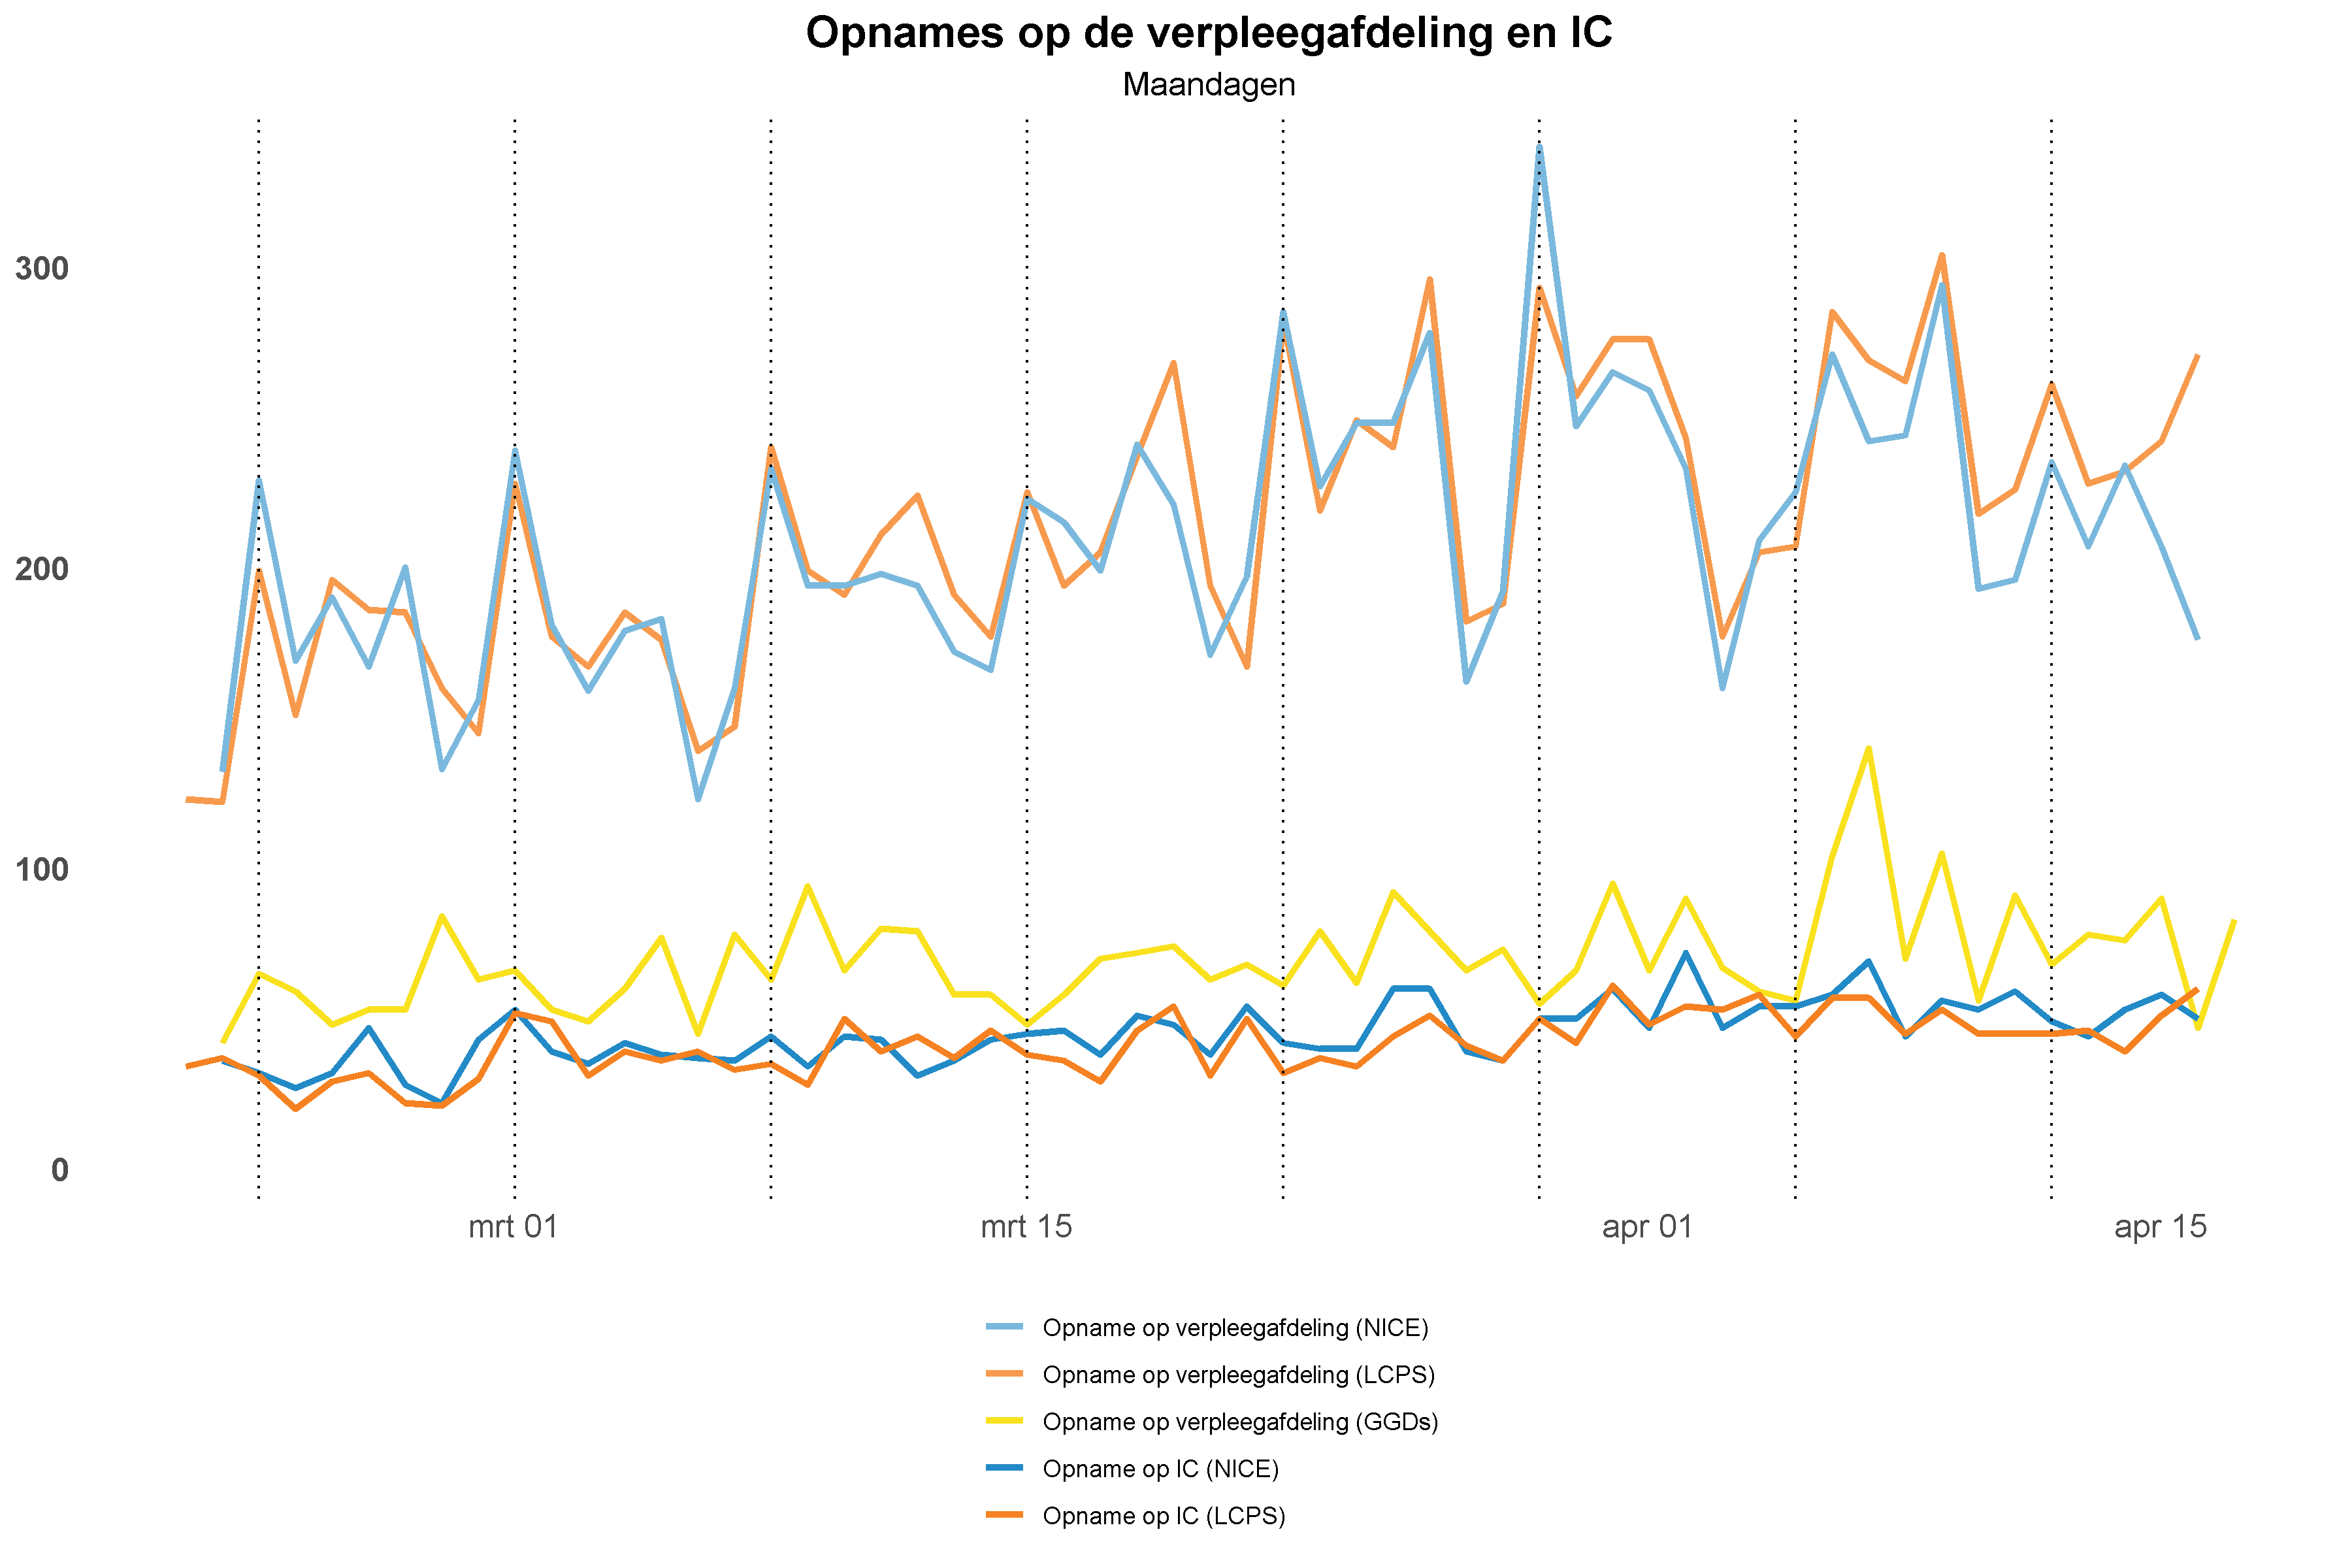 Opnames op de verpleegafdeling en IC
Maandagen
300
200
100
0
mrt 01
mrt 15
apr 01
apr 15
Opname op verpleegafdeling (NICE)
Opname op verpleegafdeling (LCPS)
Opname op verpleegafdeling (GGDs)
Opname op IC (NICE)
Opname op IC (LCPS)